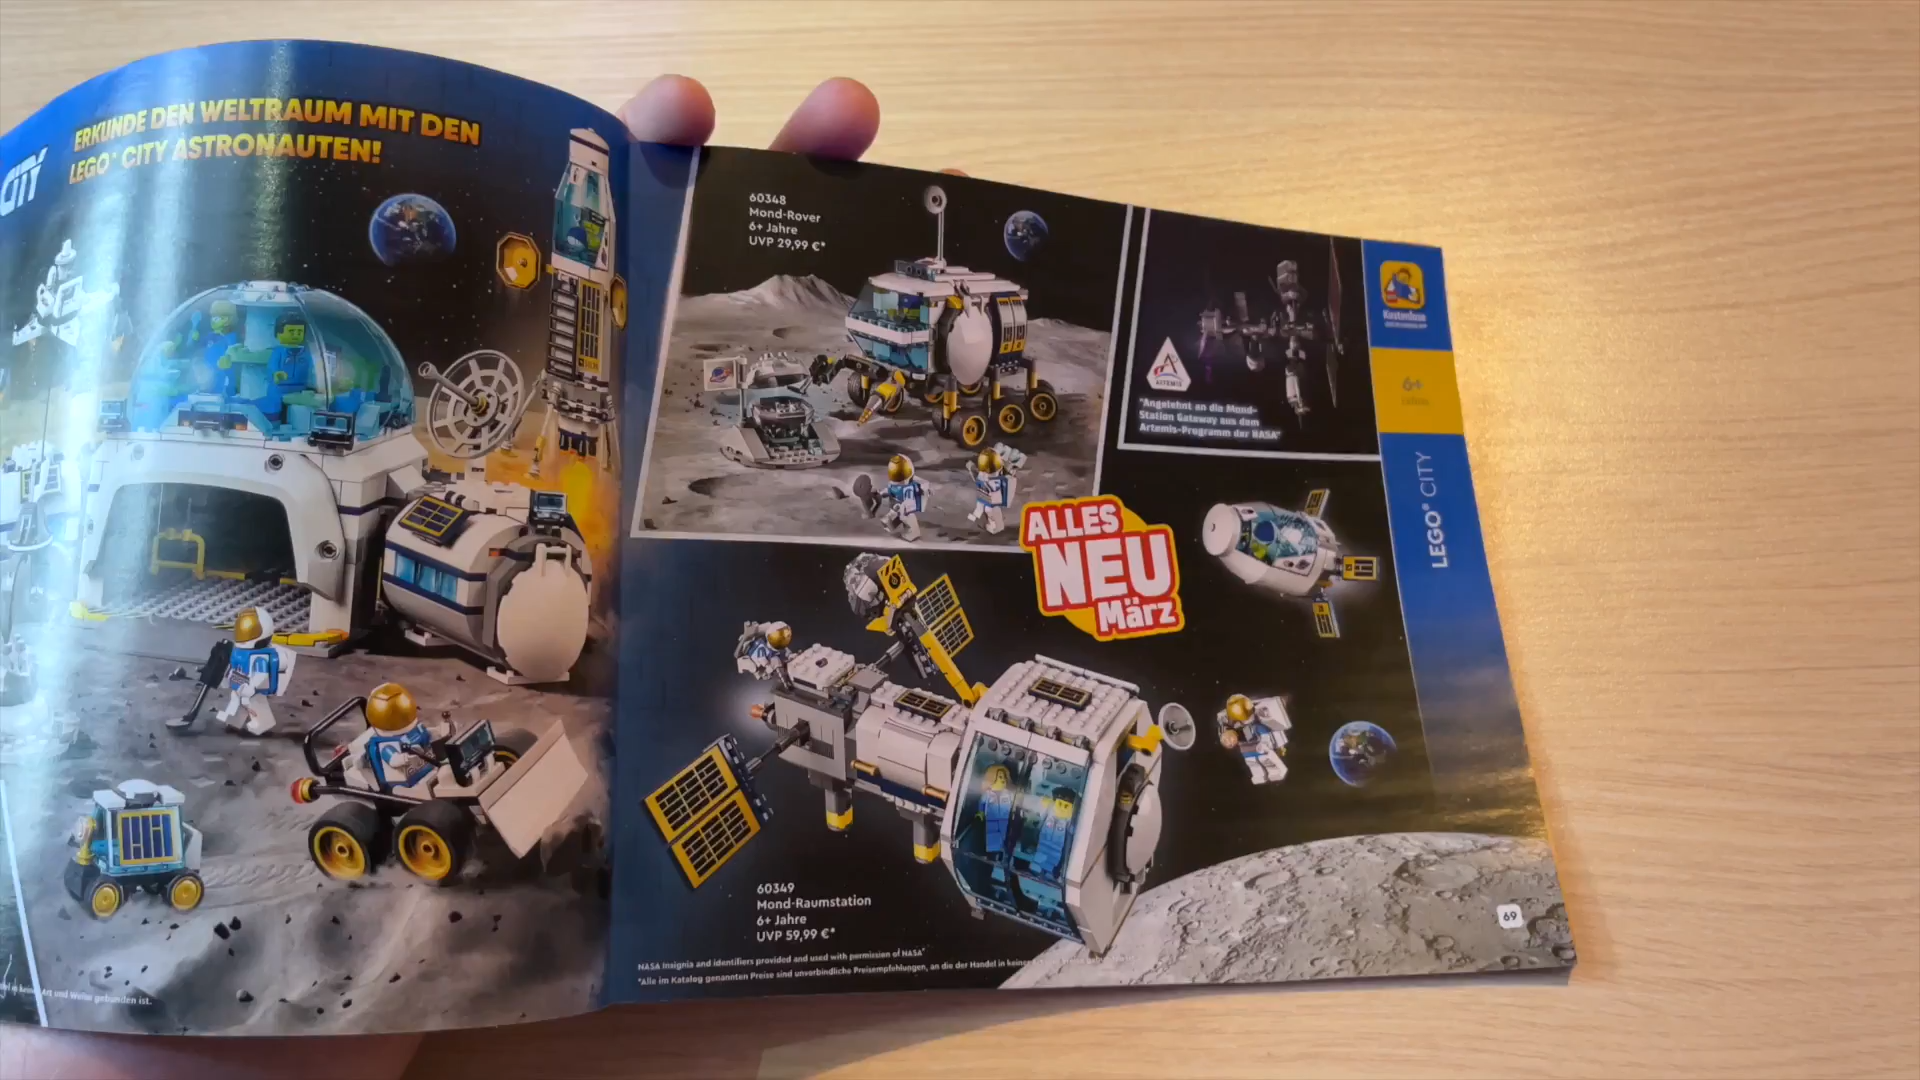 CITY
ERKUNDE DEN WELTRAUM MIT DEN
LEGO® CITY ASTRONAUTEN!
Art und Weise gebunden ist.
60348
Mond-Rover
6+ Jahre
UVP 29,99 €*
ARTEMIS
"Angelehnt an die Mond-
Station Gateway aus dem
Artemis-Programm der NASA"
Kostenlose
6+
LEGO® CITY
ALLES
NEU
März
60349
Mond-Raumstation
6+ Jahre
UVP 59,99 €*
NASA Insignia and identifiers provided and used with permission of NASA"
*Alle im Katalog genannten Preise sind unverbindliche Preisempfehlungen, an die der Handel in keiner
69